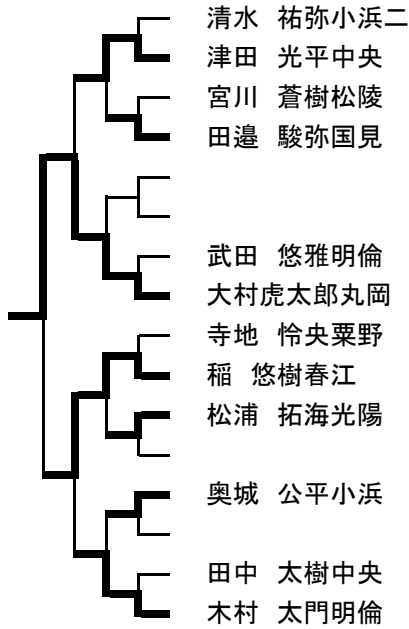 清水 祐弥小浜二
津田 光平中央
宮川 蒼樹松陵
田邉 駿弥国見
武田 悠雅明倫
大村虎太郎丸岡
寺地 怜央粟野
稲 悠樹春江
松浦 拓海光陽
奥城 公平小浜
田中 太樹中央
木村 太門明倫